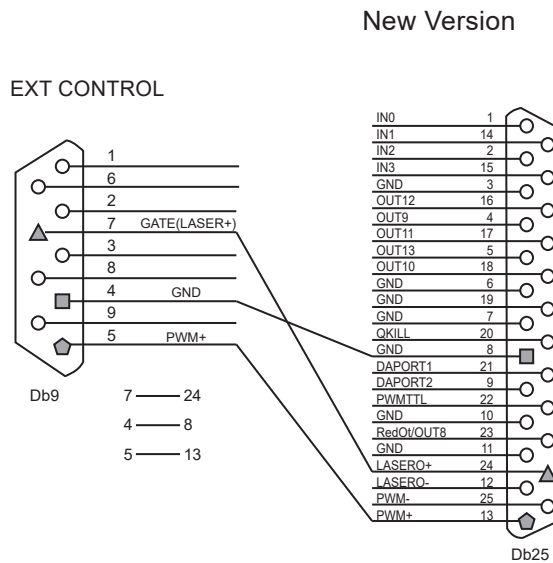 New Version
EXT CONTROL
1
6
2
7 GATE(LASER+)
3
8
4 GND
9
5 PWM+
Db9
7 24
4 8
5 13
IN0 1
IN1 14
IN2 2
IN3 15
GND 3
OUT12 16
OUT9 4
OUT11 17
OUT13 5
OUT10 18
GND 6
GND 19
GND 7
QKILL 20
GND 8
DAPORT1 21
DAPORT2 9
PWMTTL 22
GND 10
RedOt/OUT8 23
GND 11
LASERO+ 24
LASERO- 12
PWM- 25
PWM+ 13
Db25